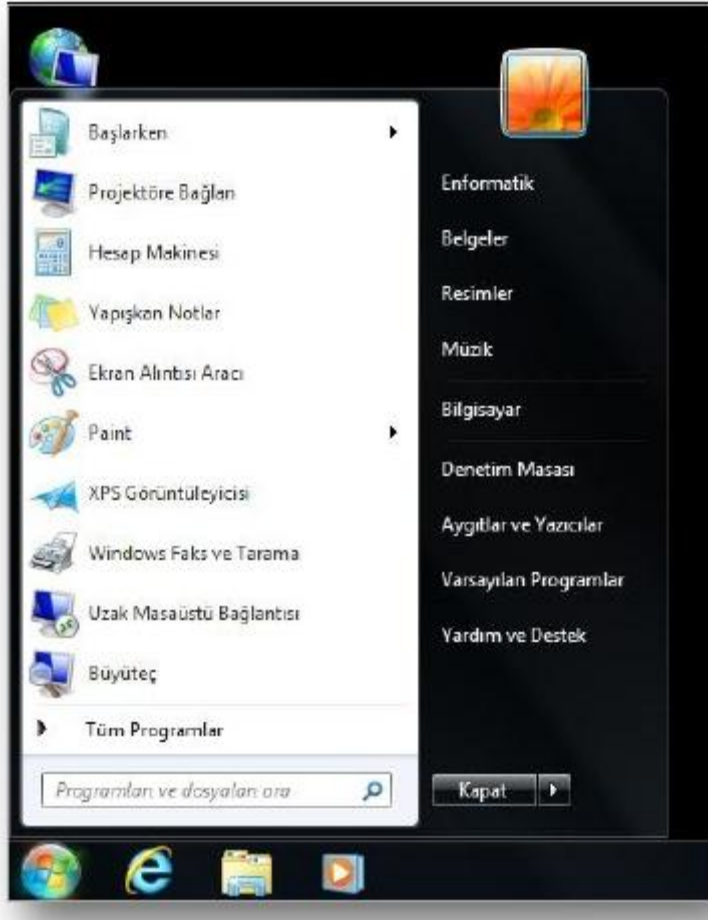 Başlarken
Projektöre Bağlan
Hesap Makinesi
Yapışkan Notlar
Ekran Alıntısı Aracı
Paint
XPS Görüntüleyicisi
Windows Faks ve Tarama
Uzak Masaüstü Bağlantısı
Büyüteç
Tüm Programlar
Programları ve dosyaları ara
Enformatik
Belgeler
Resimler
Müzik
Bilgisayar
Denetim Masası
Aygıtlar ve Yazıcılar
Varsayılan Programlar
Yardım ve Destek
Kapat